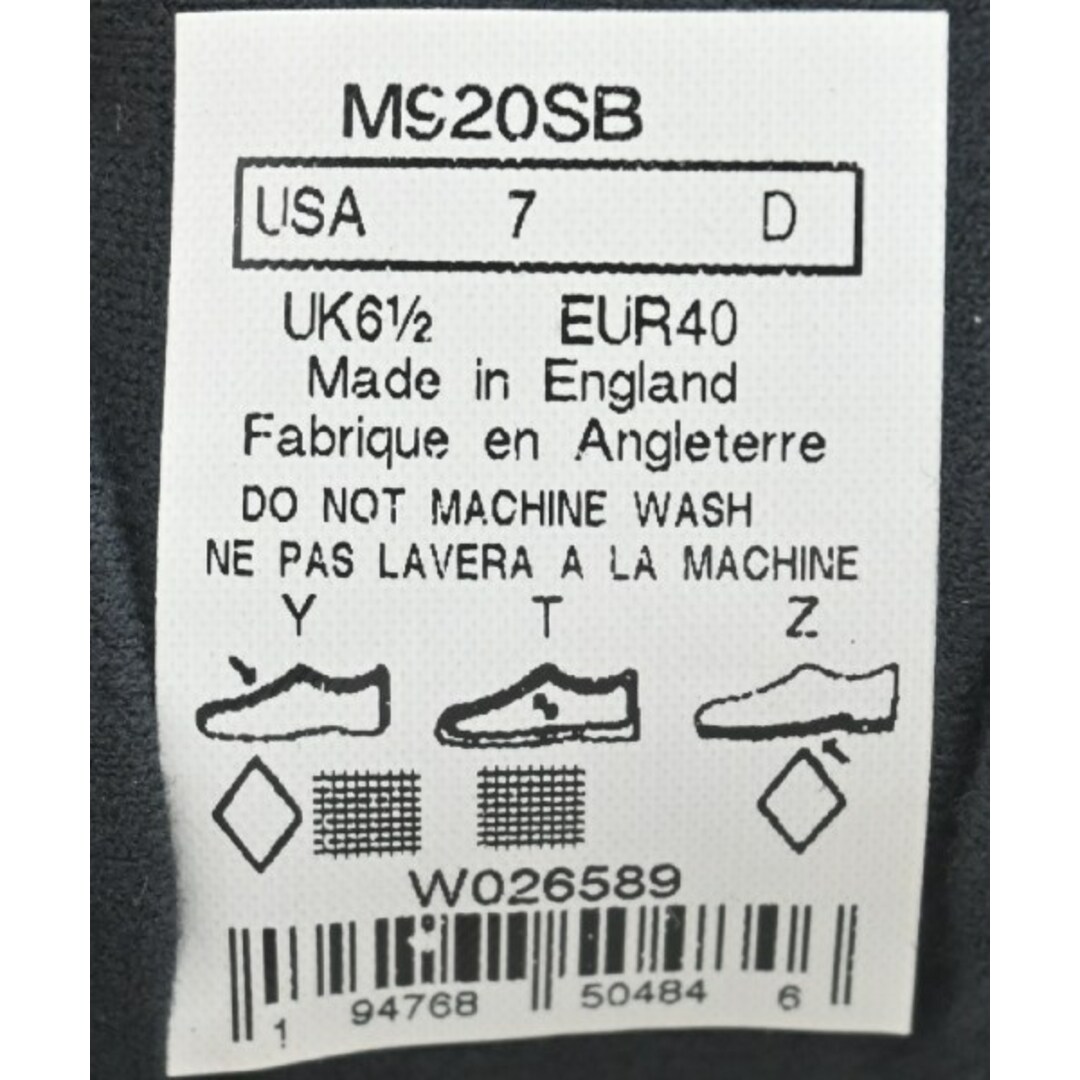 M920SB
USA 7 D
UK6½ EUR40
Made in England
Fabrique en Angleterre
DO NOT MACHINE WASH
NE PAS LAVERA A LA MACHINE
Y T Z
W026589
1 94768 50484 6